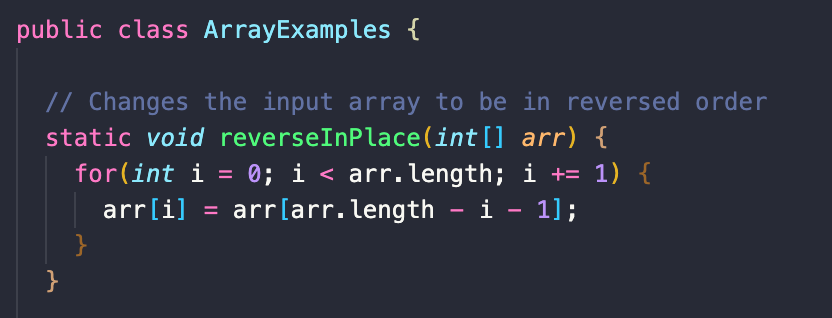 public class ArrayExamples {
// Changes the input array to be in reversed order
static void reverseInPlace(int[] arr) {
for(int i = 0; i < arr.length; i += 1) {
arr[i] = arr[arr.length - i - 1];
}
}